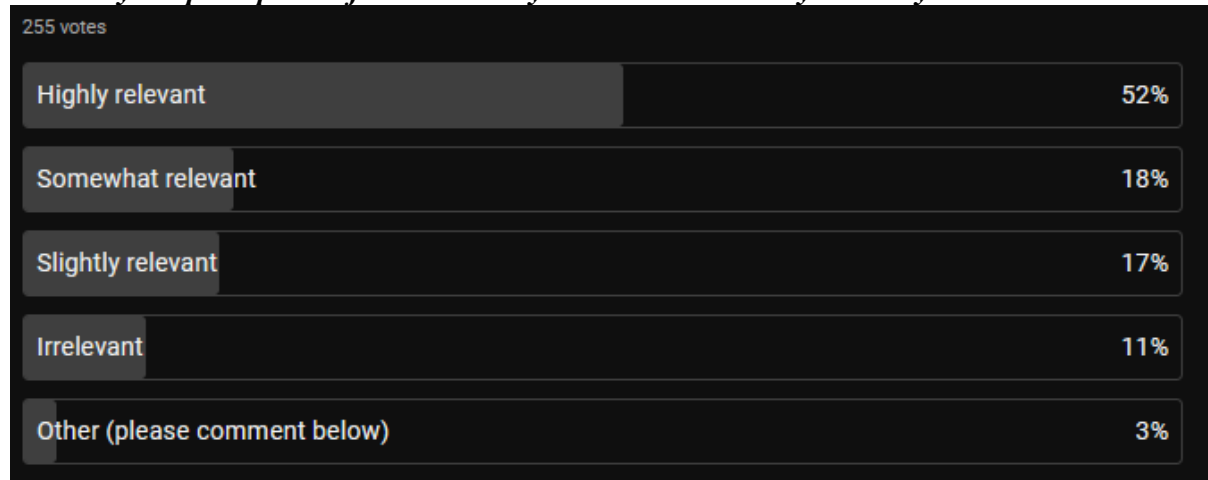 255 votes
Highly relevant 52%
Somewhat relevant 18%
Slightly relevant 17%
Irrelevant 11%
Other (please comment below) 3%